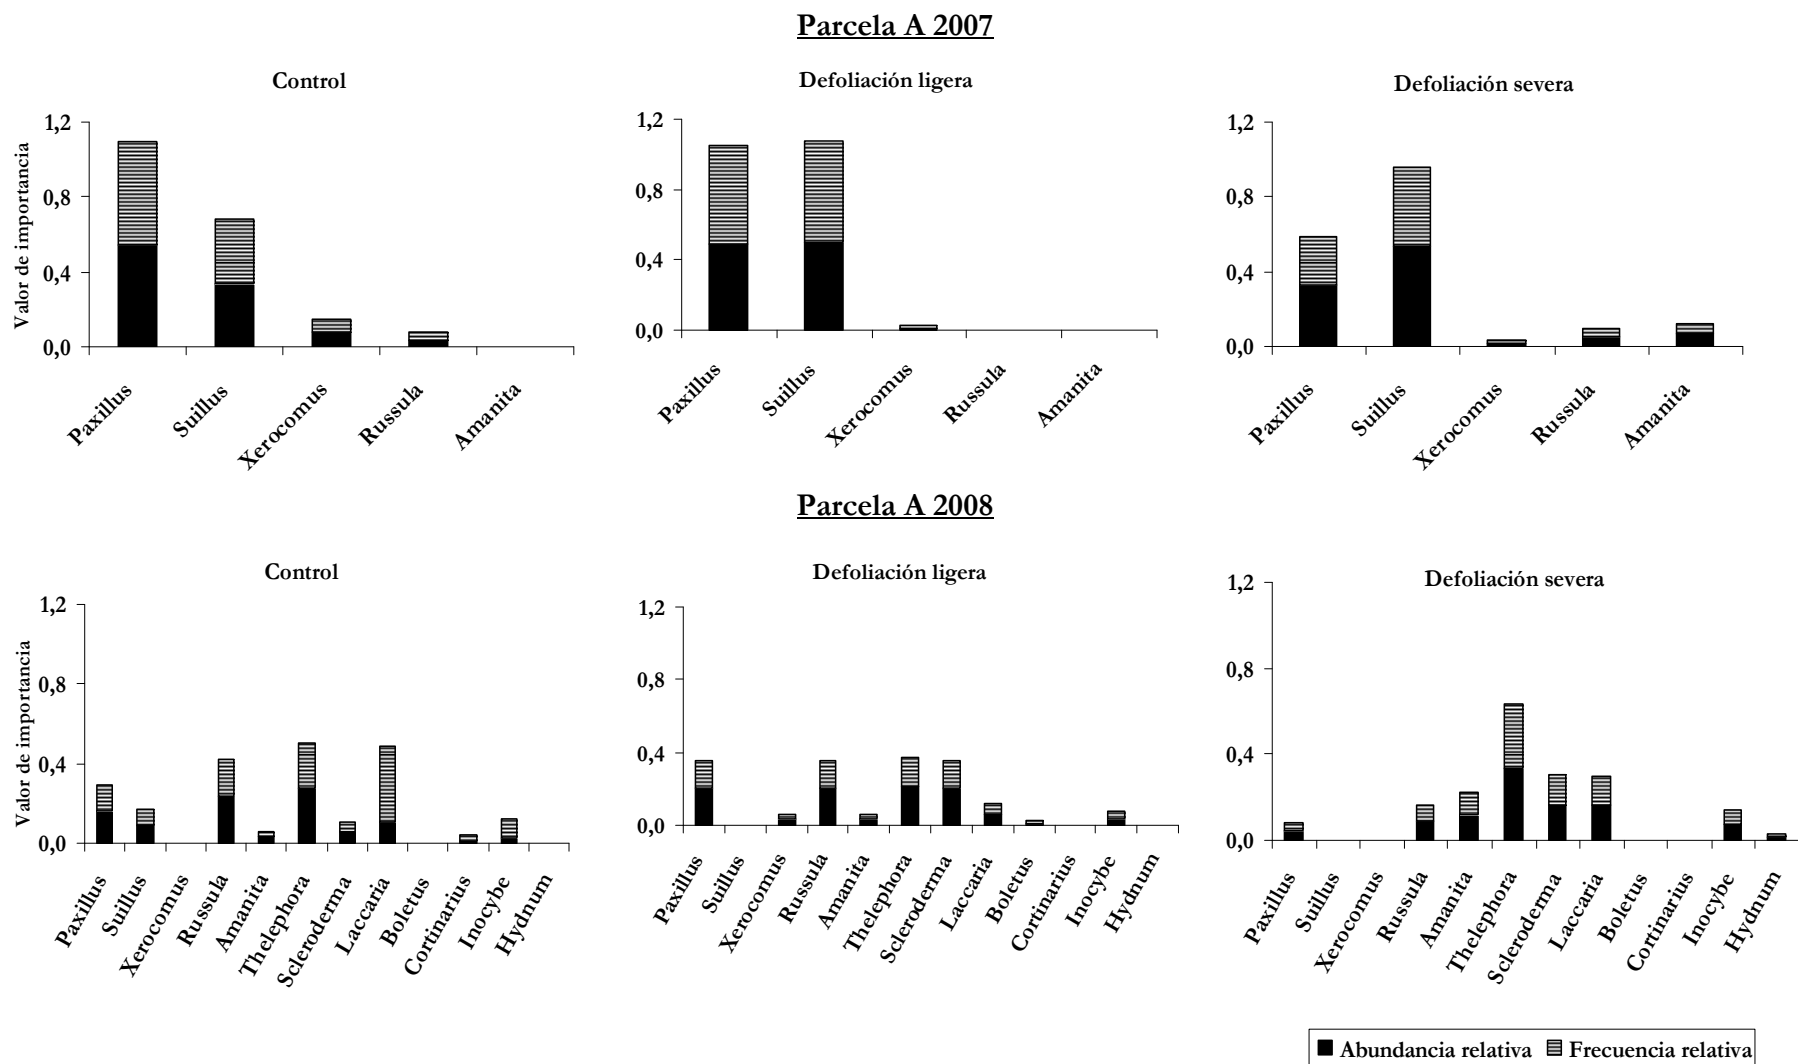 Parcela A 2007
Control
Defoliación ligera
Defoliación severa
Valor de importancia
1,2
0,8
0,4
0,0
Paxillus
Suillus
Xerocomus
Russula
Amanita
1,2
0,8
0,4
0,0
Paxillus
Suillus
Xerocomus
Russula
Amanita
1,2
0,8
0,4
0,0
Paxillus
Suillus
Xerocomus
Russula
Amanita
Parcela A 2008
Control
Defoliación ligera
Defoliación severa
Valor de importancia
1,2
0,8
0,4
0,0
Paxillus
Suillus
Xerocomus
Russula
Amanita
Thelephora
Scleroderma
Laccaria
Boletus
Cortinarius
Inocybe
Hydnum
1,2
0,8
0,4
0,0
Paxillus
Suillus
Xerocomus
Russula
Amanita
Thelephora
Scleroderma
Laccaria
Boletus
Cortinarius
Inocybe
Hydnum
1,2
0,8
0,4
0,0
Paxillus
Suillus
Xerocomus
Russula
Amanita
Thelephora
Scleroderma
Laccaria
Boletus
Cortinarius
Inocybe
Hydnum
Abundancia relativa
Frecuencia relativa